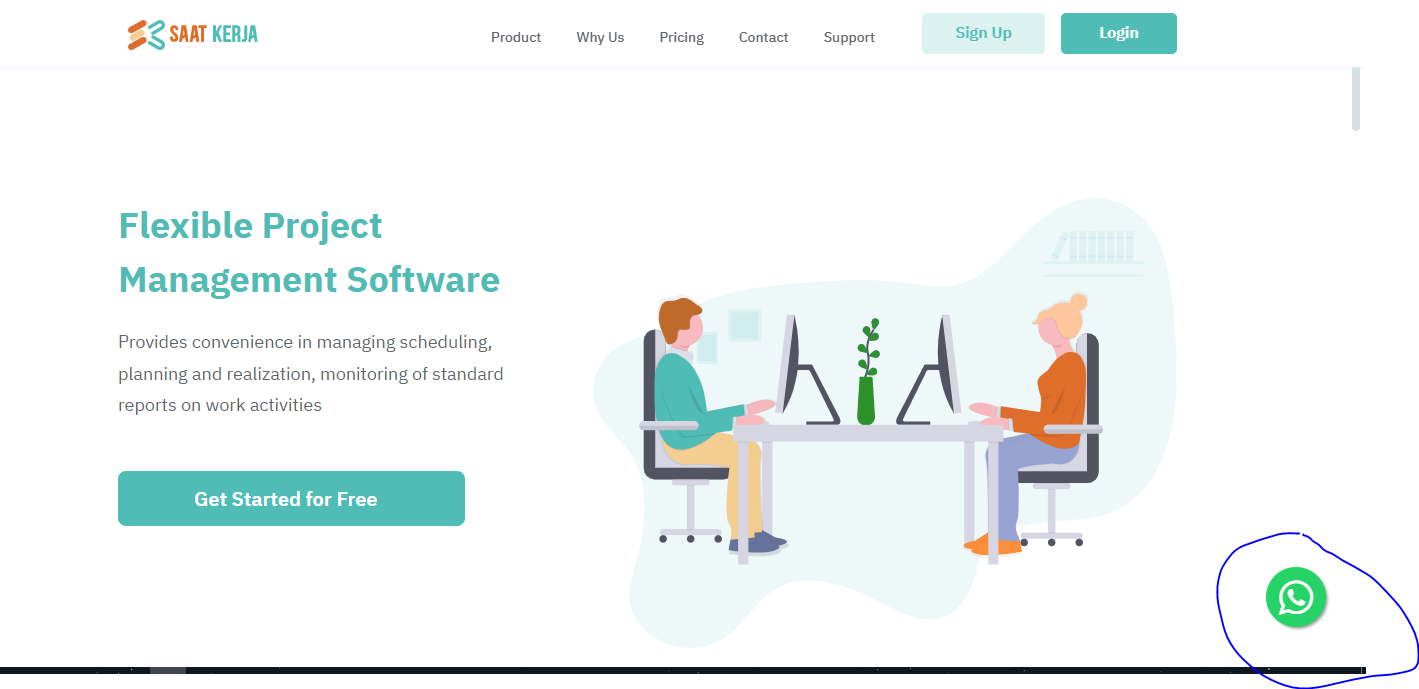 SAAT KERJA
Product Why Us Pricing Contact Support Sign Up Login
Flexible Project
Management Software
Provides convenience in managing scheduling,
planning and realization, monitoring of standard
reports on work activities
Get Started for Free